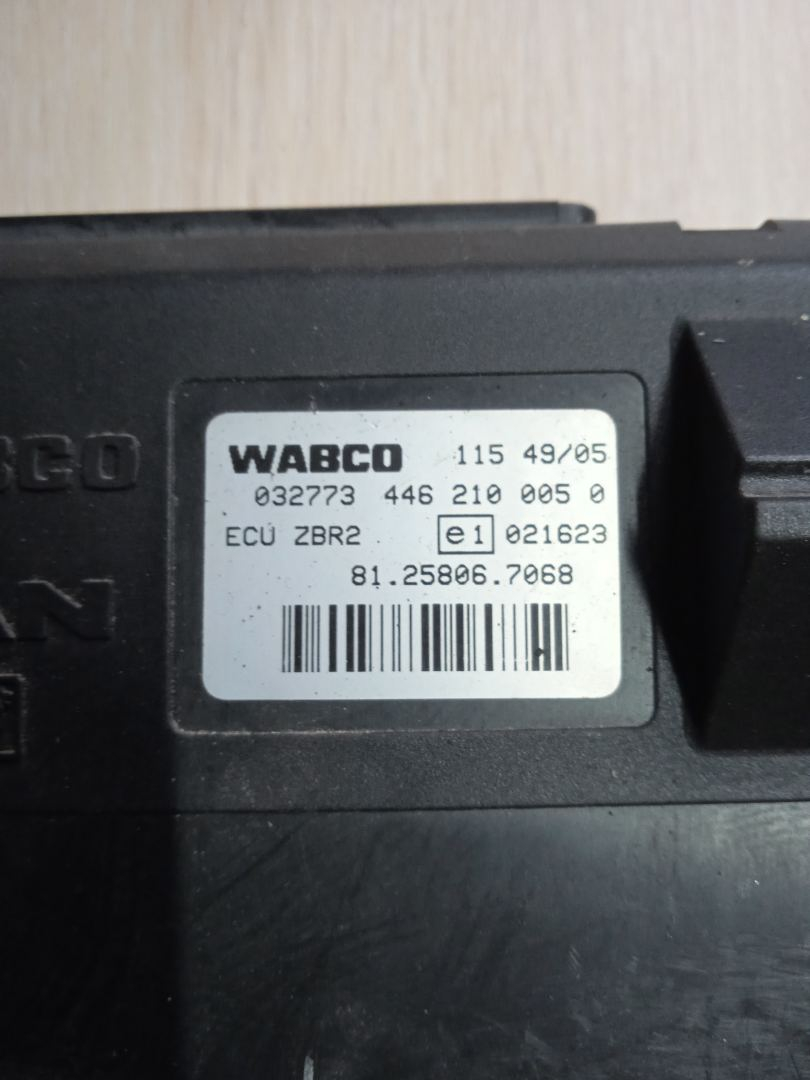 WABCO 115 49/05
032773 446 210 005 0
ECU ZBR2 e1 021623
81.25806.7068